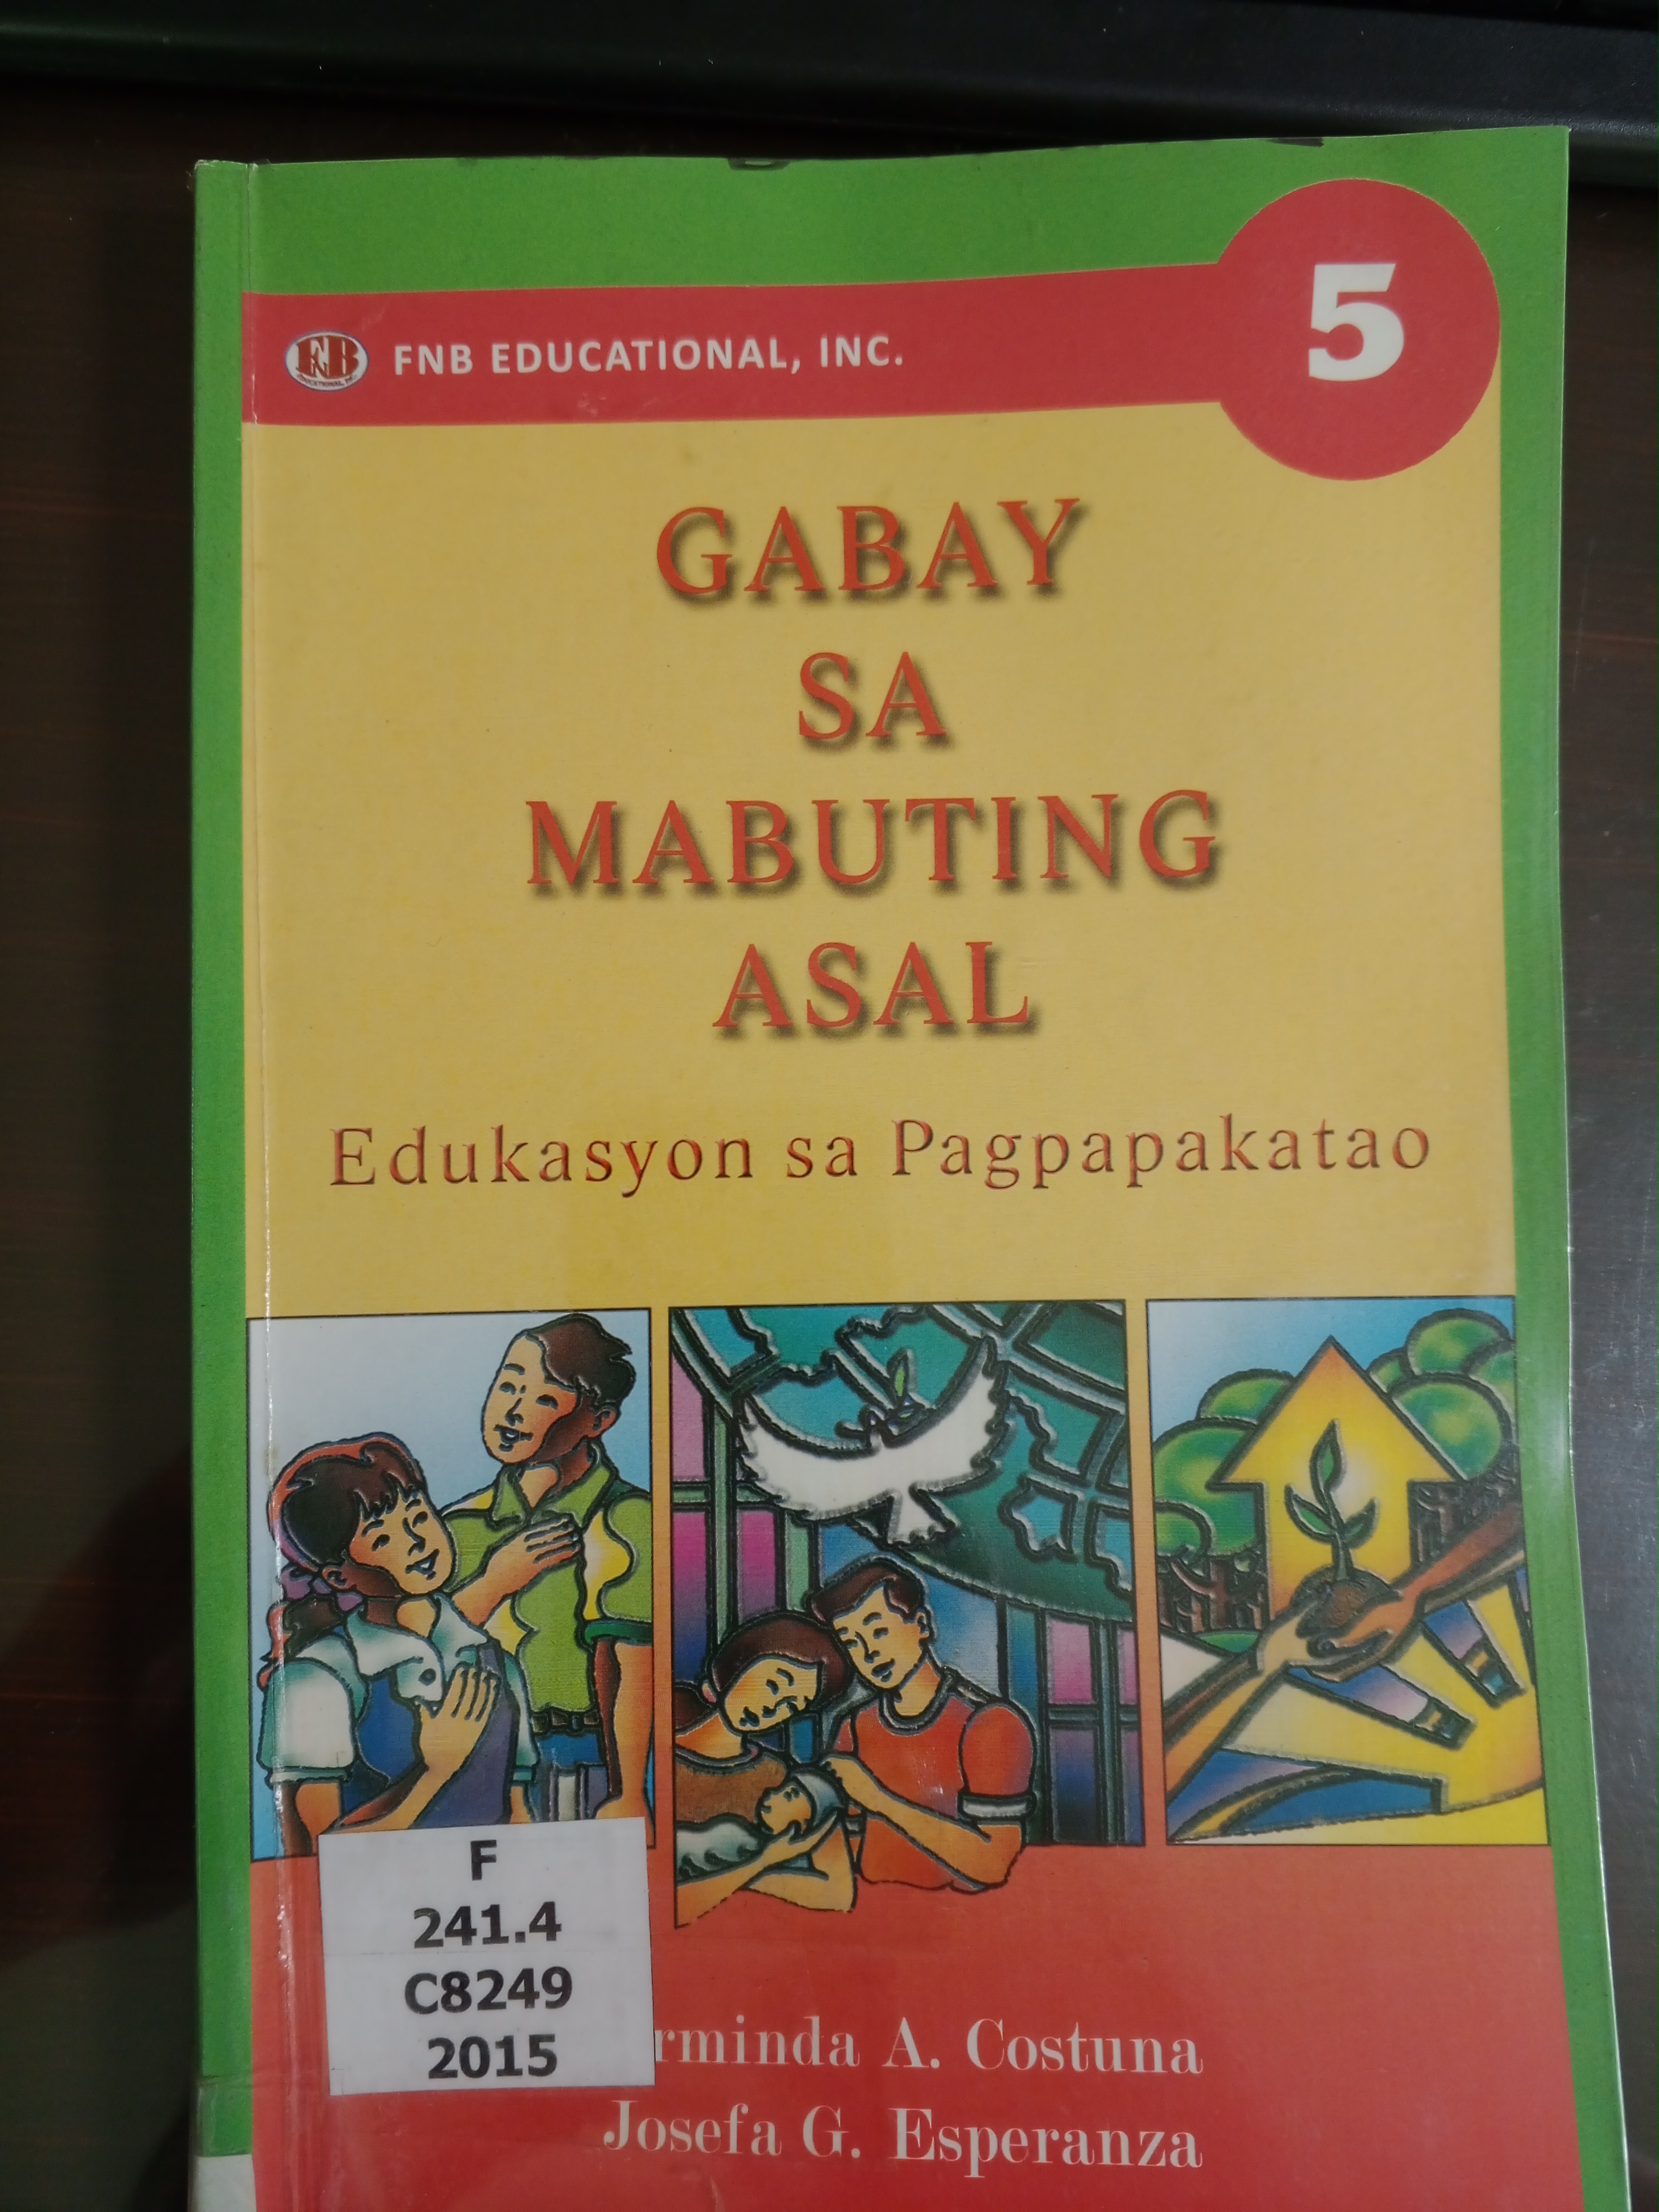 5
FNB EDUCATIONAL, INC.
GABAY
SA
MABUTING
ASAL
Edukasyon sa Pagpapakatao
F
241.4
C8249
2015
A. Costuna
Josefa G. Esperanza